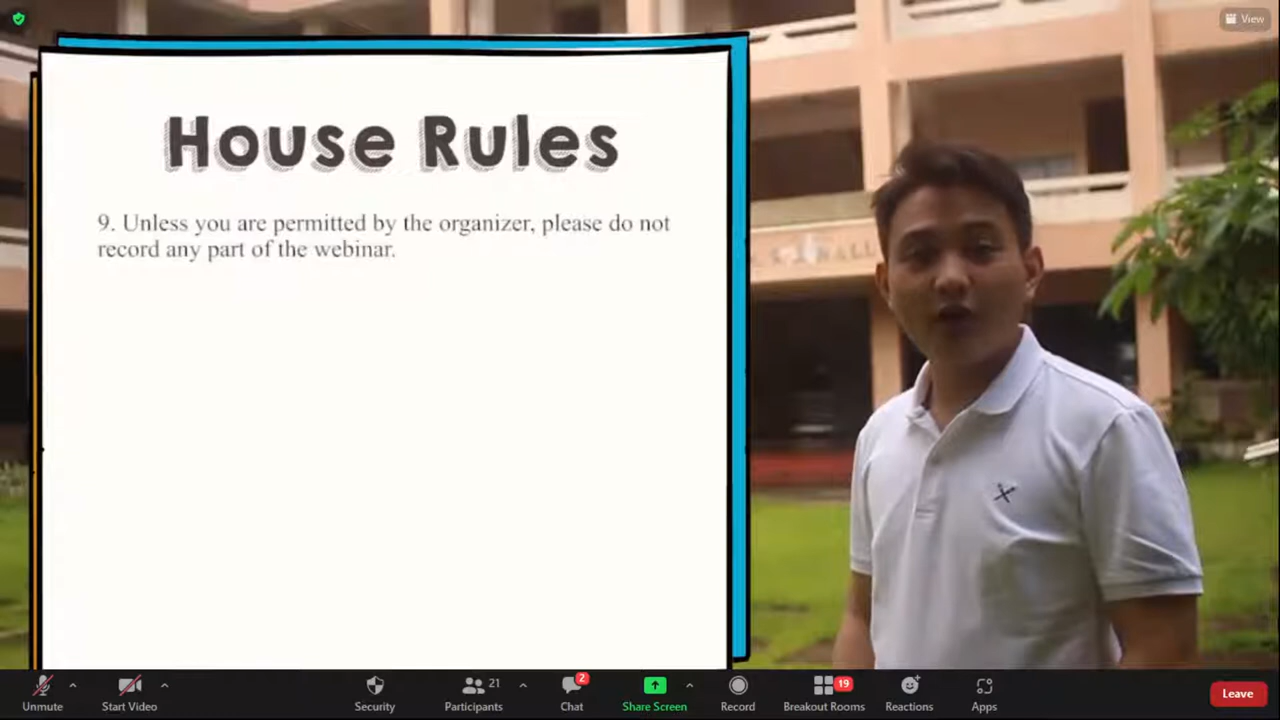 View
House Rules
9. Unless you are permitted by the organizer, please do not
record any part of the webinar.
Unmute
Start Video
Security
Participants
21
Chat
2
Share Screen
Record
Breakout Rooms
19
Reactions
Apps
Leave